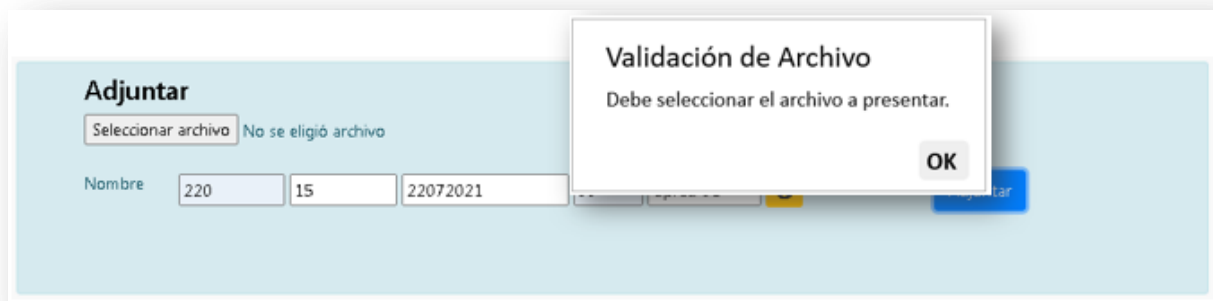 Validación de Archivo
Debe seleccionar el archivo a presentar.
OK
Adjuntar
Seleccionar archivo No se eligió archivo
Nombre 220 15 22072021